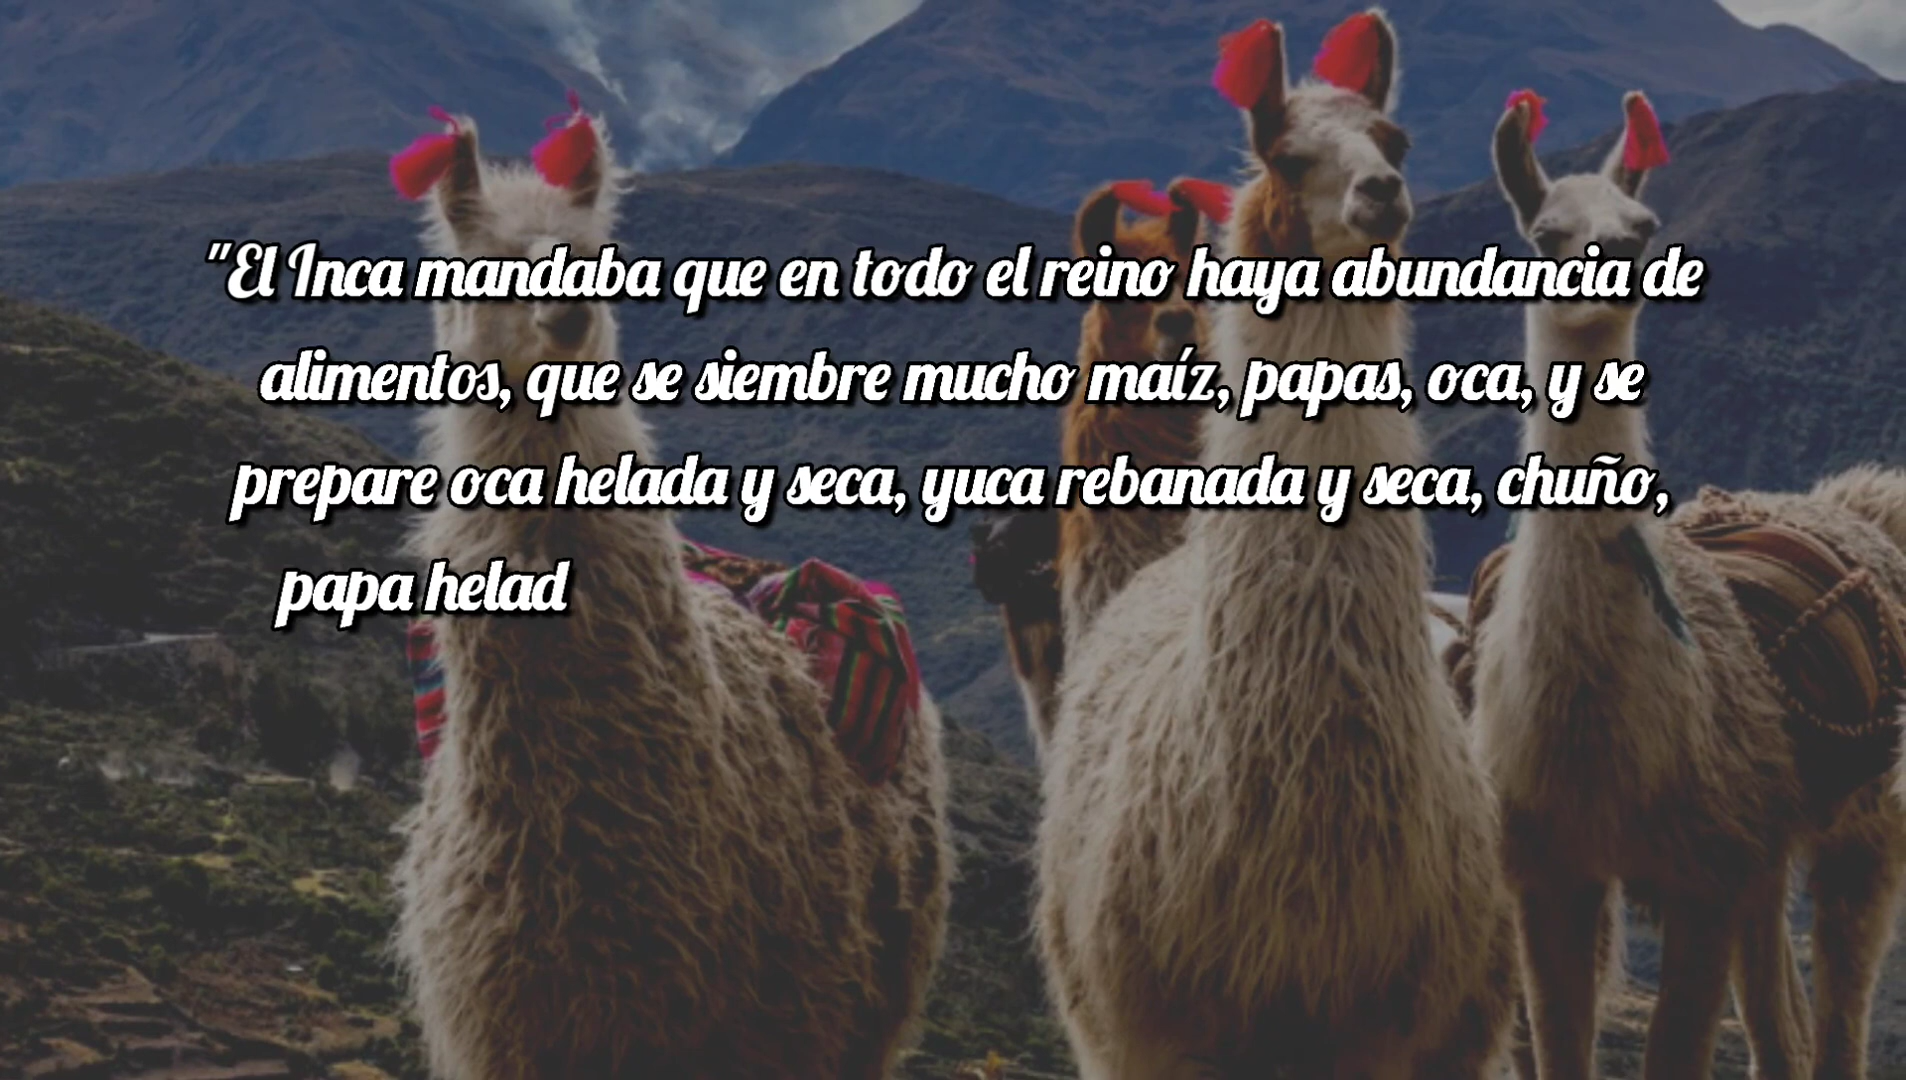 "El Inca mandaba que en todo el reino haya abundancia de
alimentos, que se siembre mucho maíz, papas, oca, y se
prepare oca helada y seca, yuca rebanada y seca, chuño,
papa helad